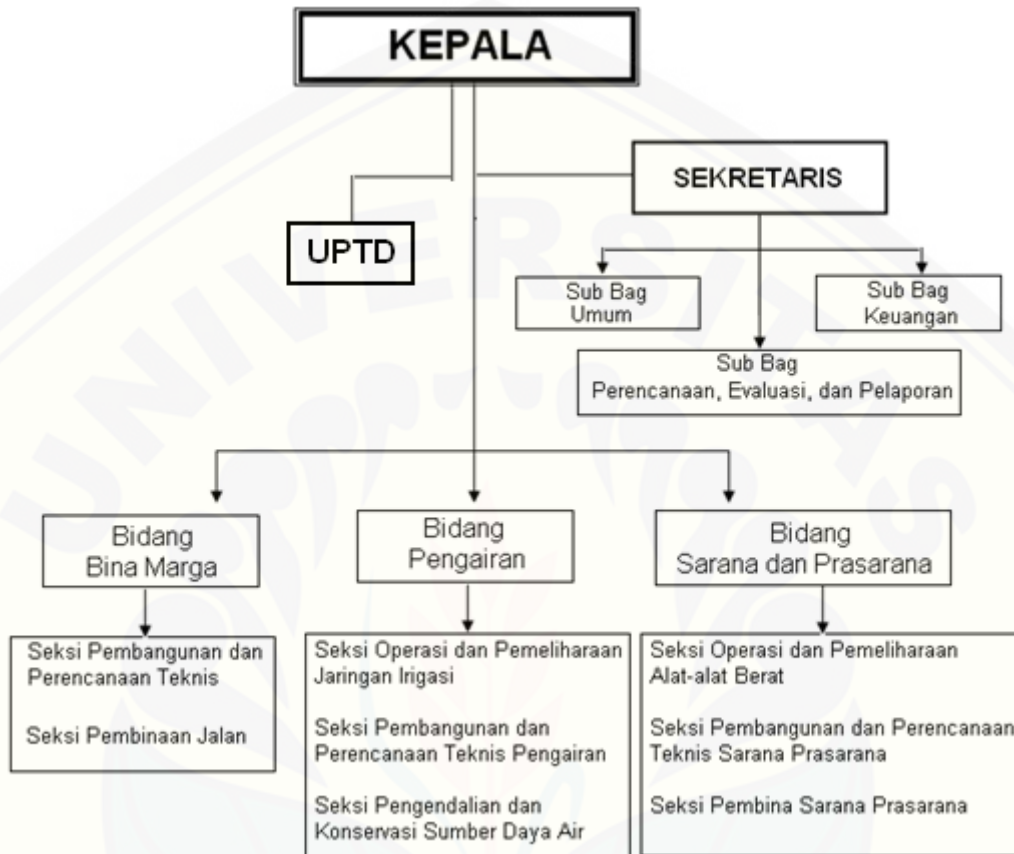 KEPALA
SEKRETARIS
UPTD
Sub Bag
Umum
Sub Bag
Keuangan
Sub Bag
Perencanaan, Evaluasi, dan Pelaporan
Bidang
Bina Marga
Bidang
Pengairan
Bidang
Sarana dan Prasarana
Seksi Pembangunan dan
Perencanaan Teknis
Seksi Pembinaan Jalan
Seksi Operasi dan Pemeliharaan
Jaringan Irigasi
Seksi Pembangunan dan
Perencanaan Teknis Pengairan
Seksi Pengendalian dan
Konservasi Sumber Daya Air
Seksi Operasi dan Pemeliharaan
Alat-alat Berat
Seksi Pembangunan dan Perencanaan
Teknis Sarana Prasarana
Seksi Pembina Sarana Prasarana
UNIVERSITAS